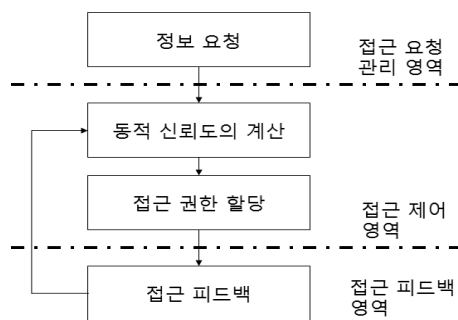 정보 요청
접근 요청
관리 영역
동적 신뢰도의 계산
접근 권한 할당
접근 제어
영역
접근 피드백
접근 피드백
영역